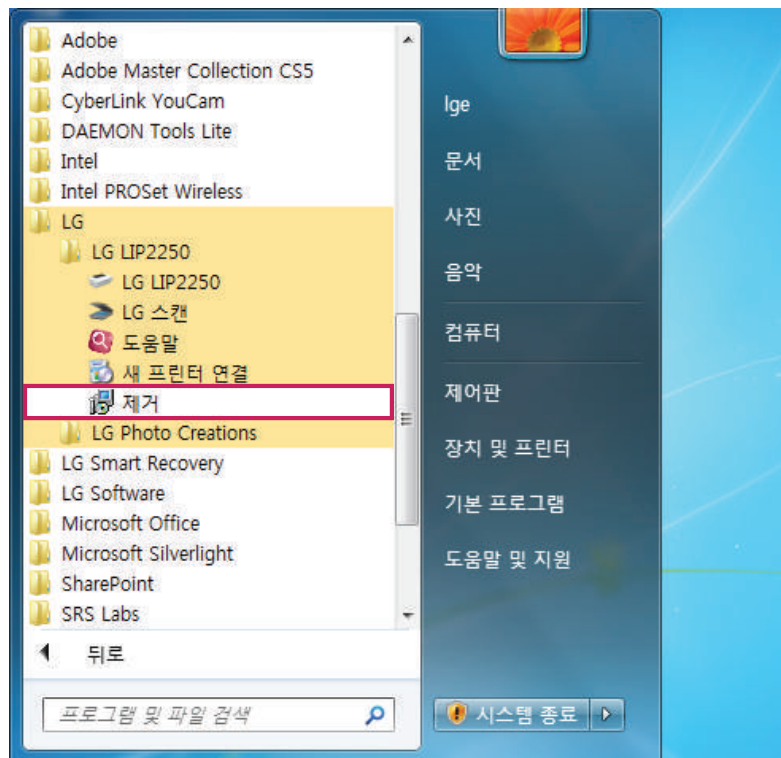 Adobe
Adobe Master Collection CS5
CyberLink YouCam
DAEMON Tools Lite
Intel
Intel PROSet Wireless
LG
LG LIP2250
LG LIP2250
LG 스캔
도움말
새 프린터 연결
제거
LG Photo Creations
LG Smart Recovery
LG Software
Microsoft Office
Microsoft Silverlight
SharePoint
SRS Labs
뒤로
프로그램 및 파일 검색
lge
문서
사진
음악
컴퓨터
제어판
장치 및 프린터
기본 프로그램
도움말 및 지원
시스템 종료